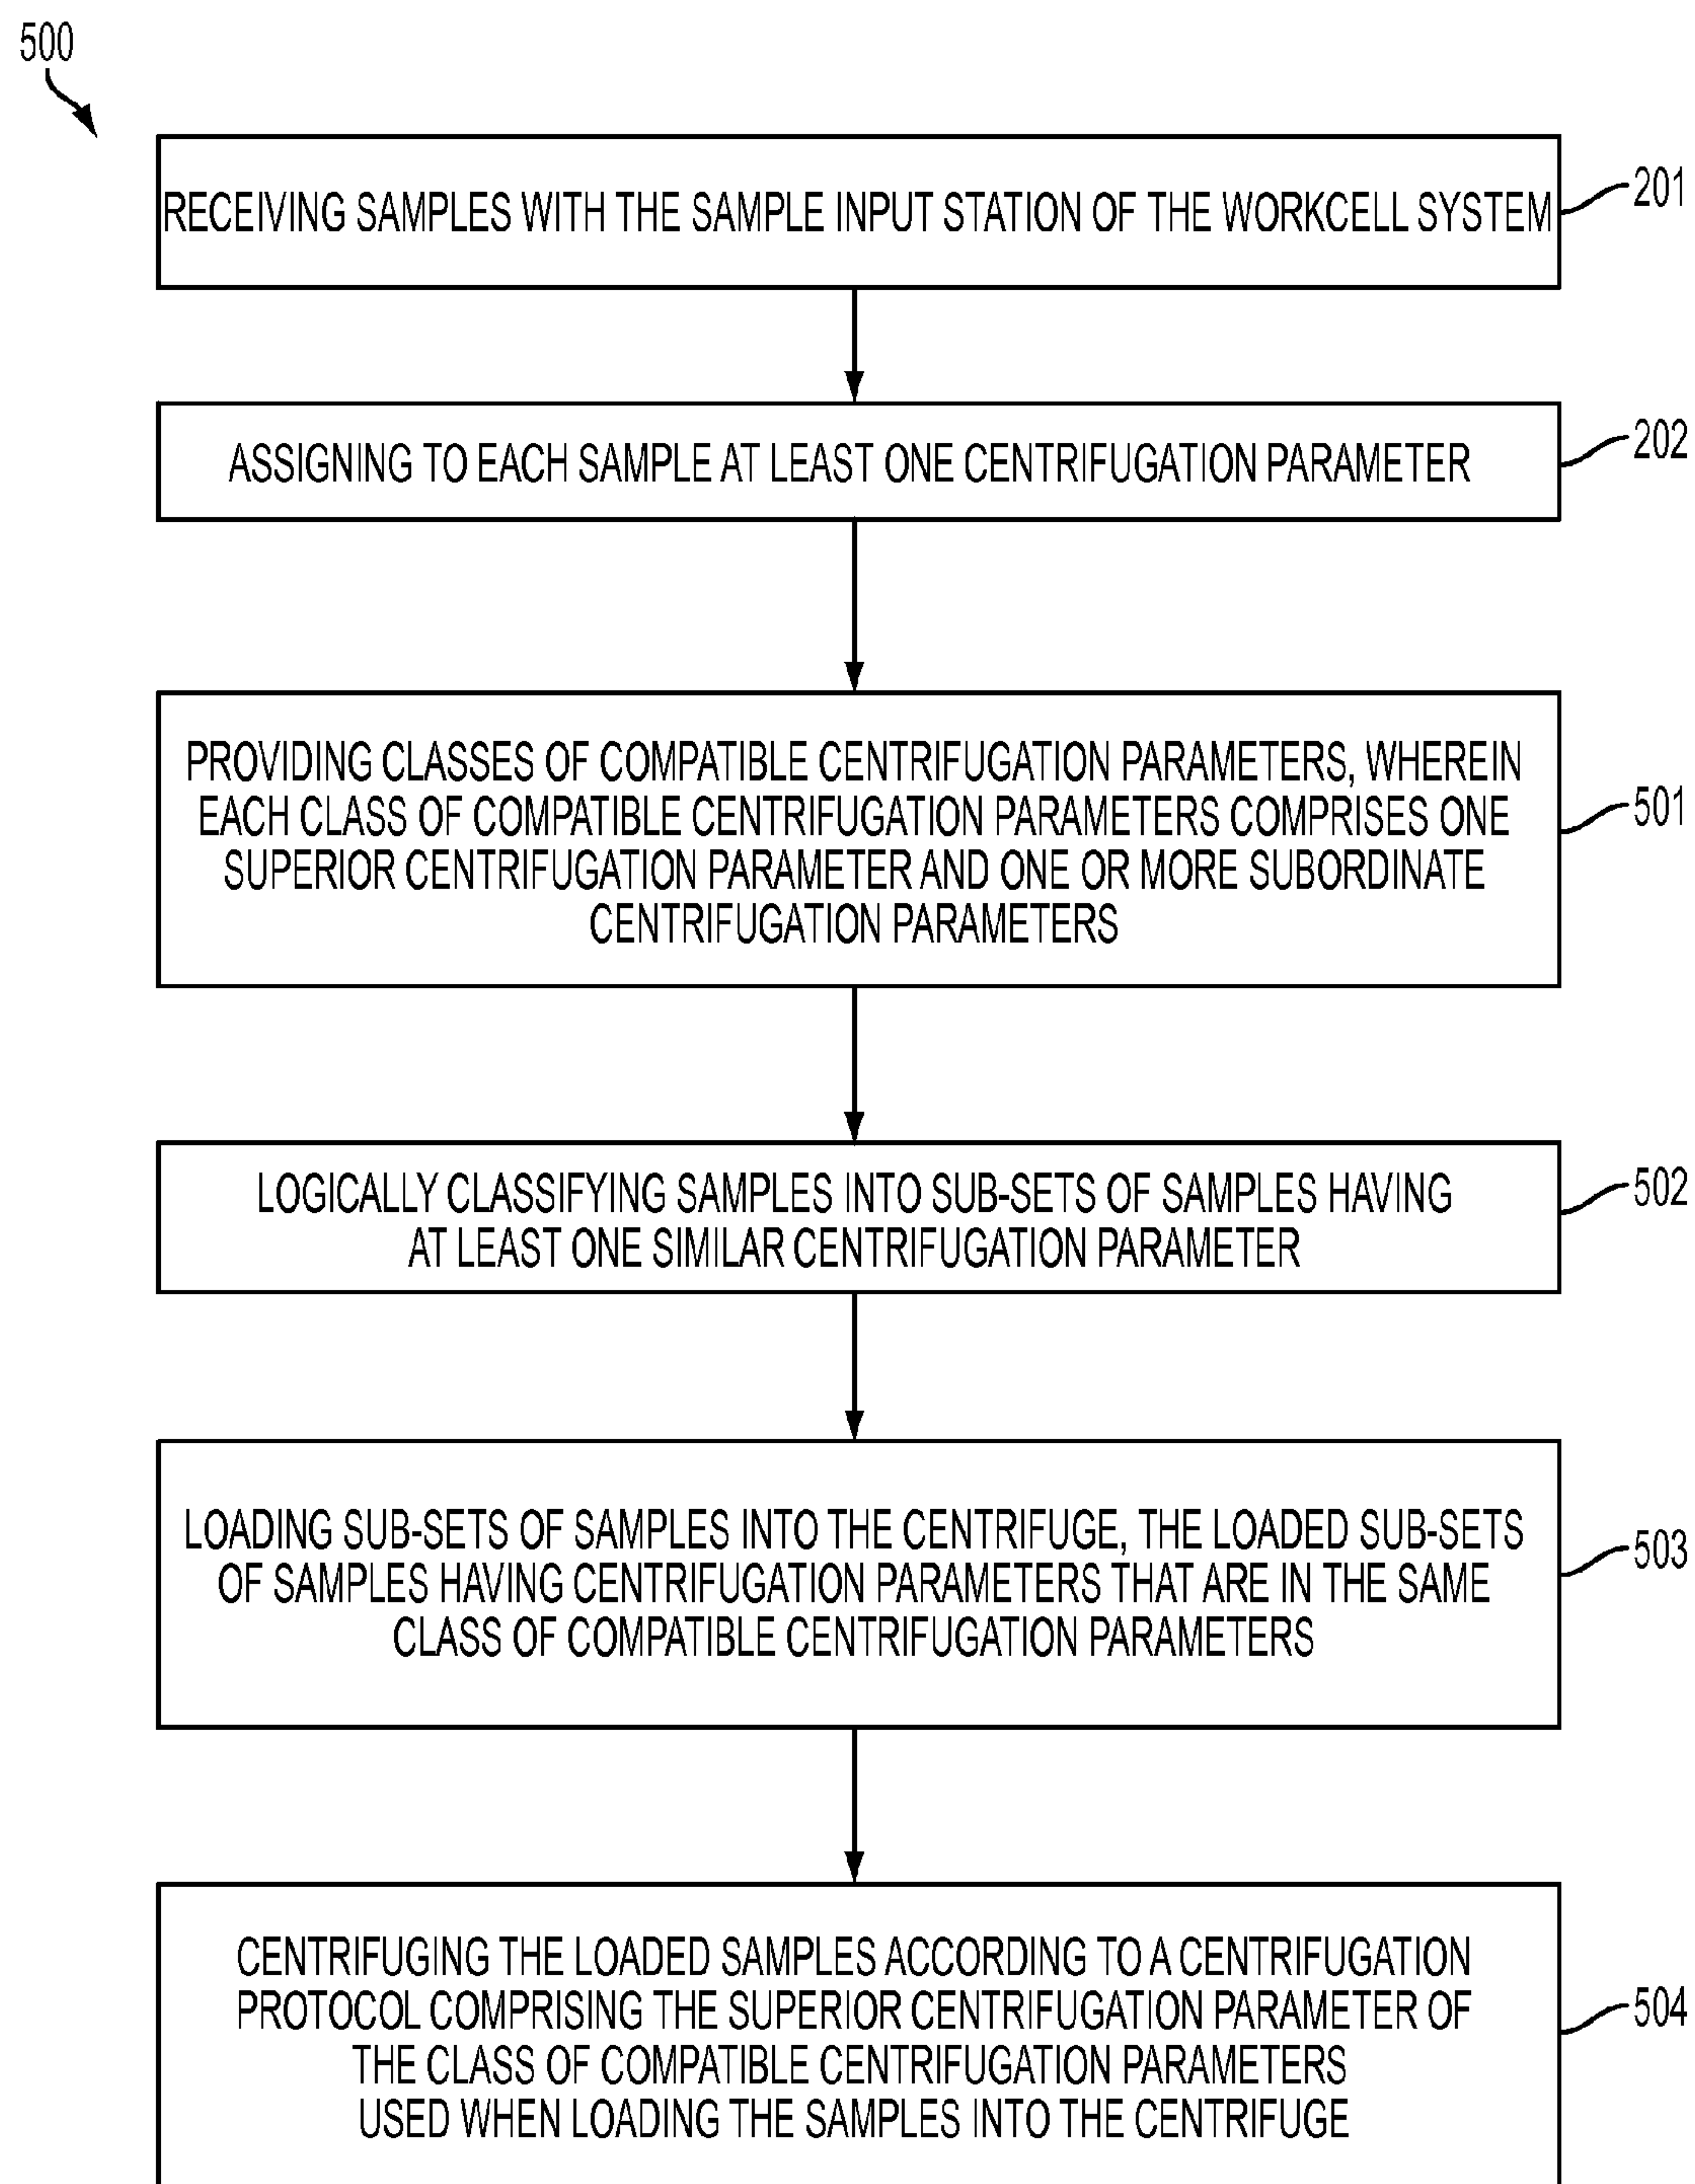 500
RECEIVING SAMPLES WITH THE SAMPLE INPUT STATION OF THE WORKCELL SYSTEM
201
ASSIGNING TO EACH SAMPLE AT LEAST ONE CENTRIFUGATION PARAMETER
202
PROVIDING CLASSES OF COMPATIBLE CENTRIFUGATION PARAMETERS, WHEREIN
EACH CLASS OF COMPATIBLE CENTRIFUGATION PARAMETERS COMPRISES ONE
SUPERIOR CENTRIFUGATION PARAMETER AND ONE OR MORE SUBORDINATE
CENTRIFUGATION PARAMETERS
501
LOGICALLY CLASSIFYING SAMPLES INTO SUB-SETS OF SAMPLES HAVING
AT LEAST ONE SIMILAR CENTRIFUGATION PARAMETER
502
LOADING SUB-SETS OF SAMPLES INTO THE CENTRIFUGE, THE LOADED SUB-SETS
OF SAMPLES HAVING CENTRIFUGATION PARAMETERS THAT ARE IN THE SAME
CLASS OF COMPATIBLE CENTRIFUGATION PARAMETERS
503
CENTRIFUGING THE LOADED SAMPLES ACCORDING TO A CENTRIFUGATION
PROTOCOL COMPRISING THE SUPERIOR CENTRIFUGATION PARAMETER OF
THE CLASS OF COMPATIBLE CENTRIFUGATION PARAMETERS
USED WHEN LOADING THE SAMPLES INTO THE CENTRIFUGE
504